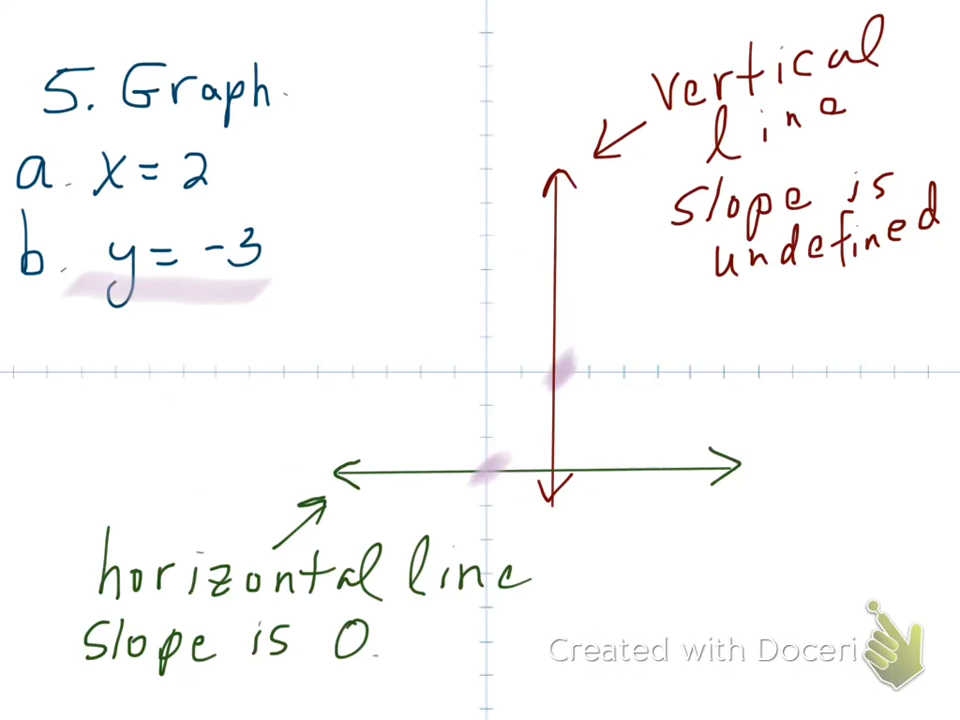 5. Graph
a. x = 2
b. y = -3
vertical
line
slope is
undefined
horizontal line
slope is 0.
Created with Doceri